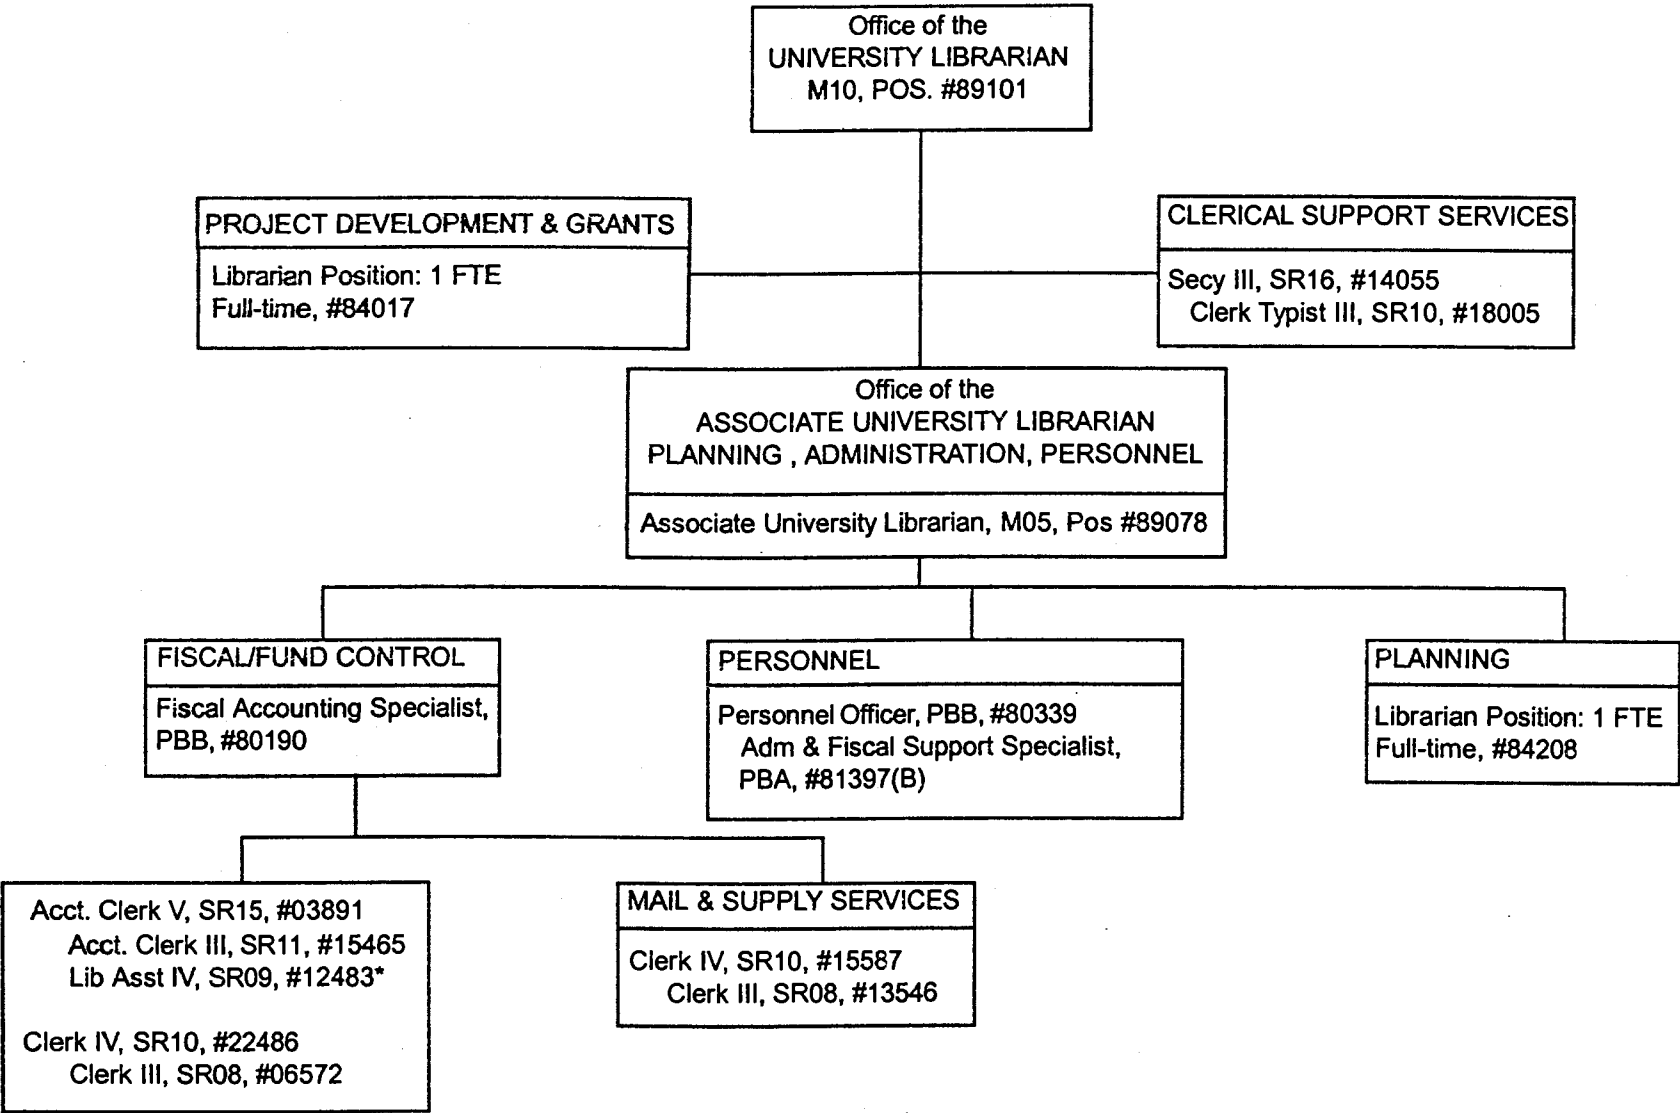 Office of the
UNIVERSITY LIBRARIAN
M10, POS. #89101
PROJECT DEVELOPMENT & GRANTS
Librarian Position: 1 FTE
Full-time, #84017
CLERICAL SUPPORT SERVICES
Secy III, SR16, #14055
Clerk Typist III, SR10, #18005
Office of the
ASSOCIATE UNIVERSITY LIBRARIAN
PLANNING , ADMINISTRATION, PERSONNEL
Associate University Librarian, M05, Pos #89078
FISCAL/FUND CONTROL
Fiscal Accounting Specialist,
PBB, #80190
PERSONNEL
Personnel Officer, PBB, #80339
Adm & Fiscal Support Specialist,
PBA, #81397(B)
PLANNING
Librarian Position: 1 FTE
Full-time, #84208
Acct. Clerk V, SR15, #03891
Acct. Clerk III, SR11, #15465
Lib Asst IV, SR09, #12483*
Clerk IV, SR10, #22486
Clerk III, SR08, #06572
MAIL & SUPPLY SERVICES
Clerk IV, SR10, #15587
Clerk III, SR08, #13546